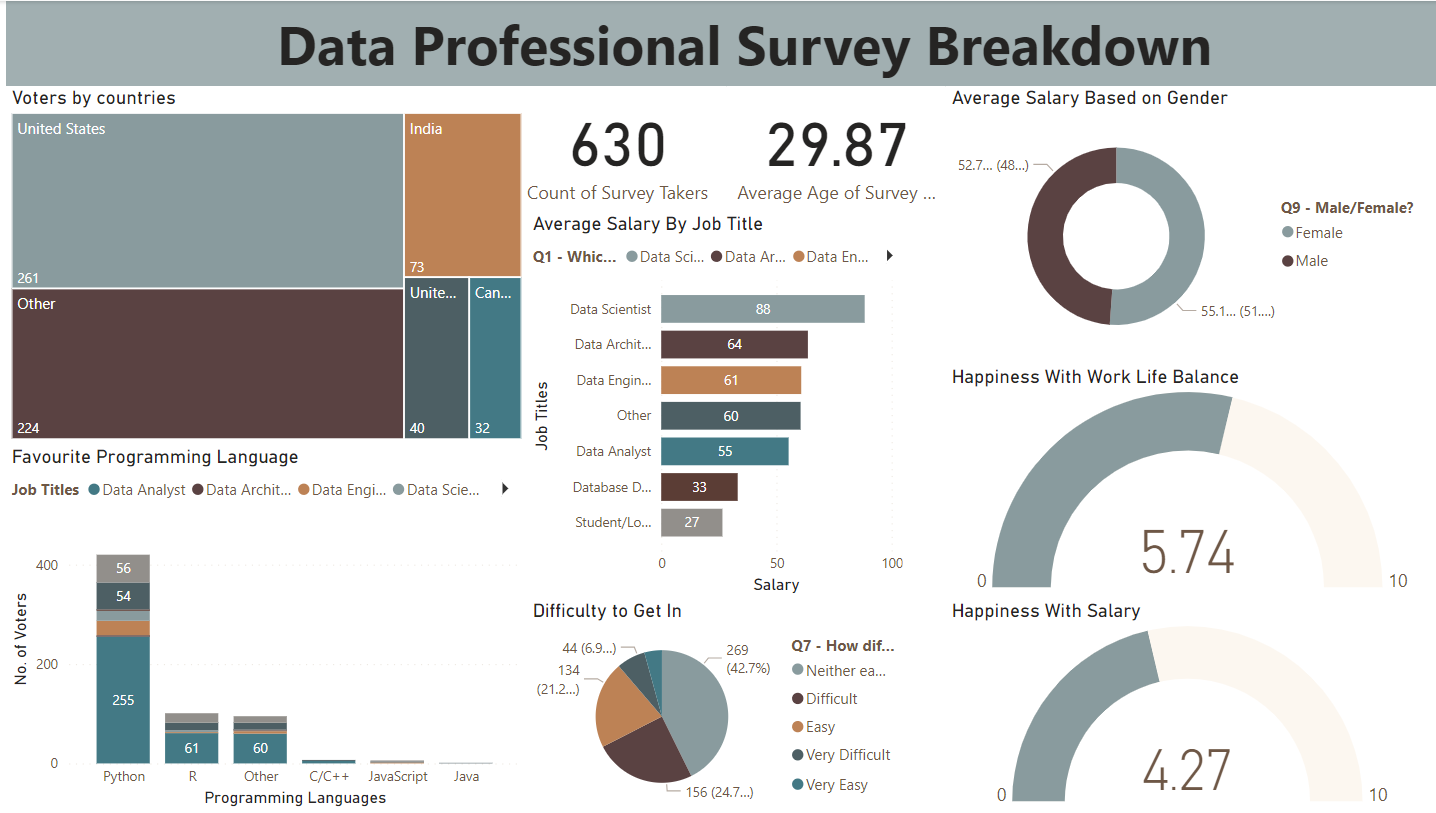 Data Professional Survey Breakdown
Voters by countries
United States
261
Other
224
India
73
Unite...
40
Can...
32
630
Count of Survey Takers
29.87
Average Age of Survey ...
Average Salary By Job Title
Q1 - Whic... Data Sci... Data Ar... Data En...
Job Titles
Data Scientist 88
Data Archit... 64
Data Engin... 61
Other 60
Data Analyst 55
Database D... 33
Student/Lo... 27
0 50 100
Salary
Average Salary Based on Gender
52.7... (48...)
55.1... (51....)
Q9 - Male/Female?
Female
Male
Favourite Programming Language
Job Titles Data Analyst Data Archit... Data Engi... Data Scie...
No. of Voters
400
200
0
56
54
255
61
60
Python R Other C/C++ JavaScript Java
Programming Languages
Difficulty to Get In
44 (6.9...)
134
(21.2...)
269
(42.7%)
156 (24.7...)
Q7 - How dif...
Neither ea...
Difficult
Easy
Very Difficult
Very Easy
Happiness With Work Life Balance
5.74
0 10
Happiness With Salary
4.27
0 10